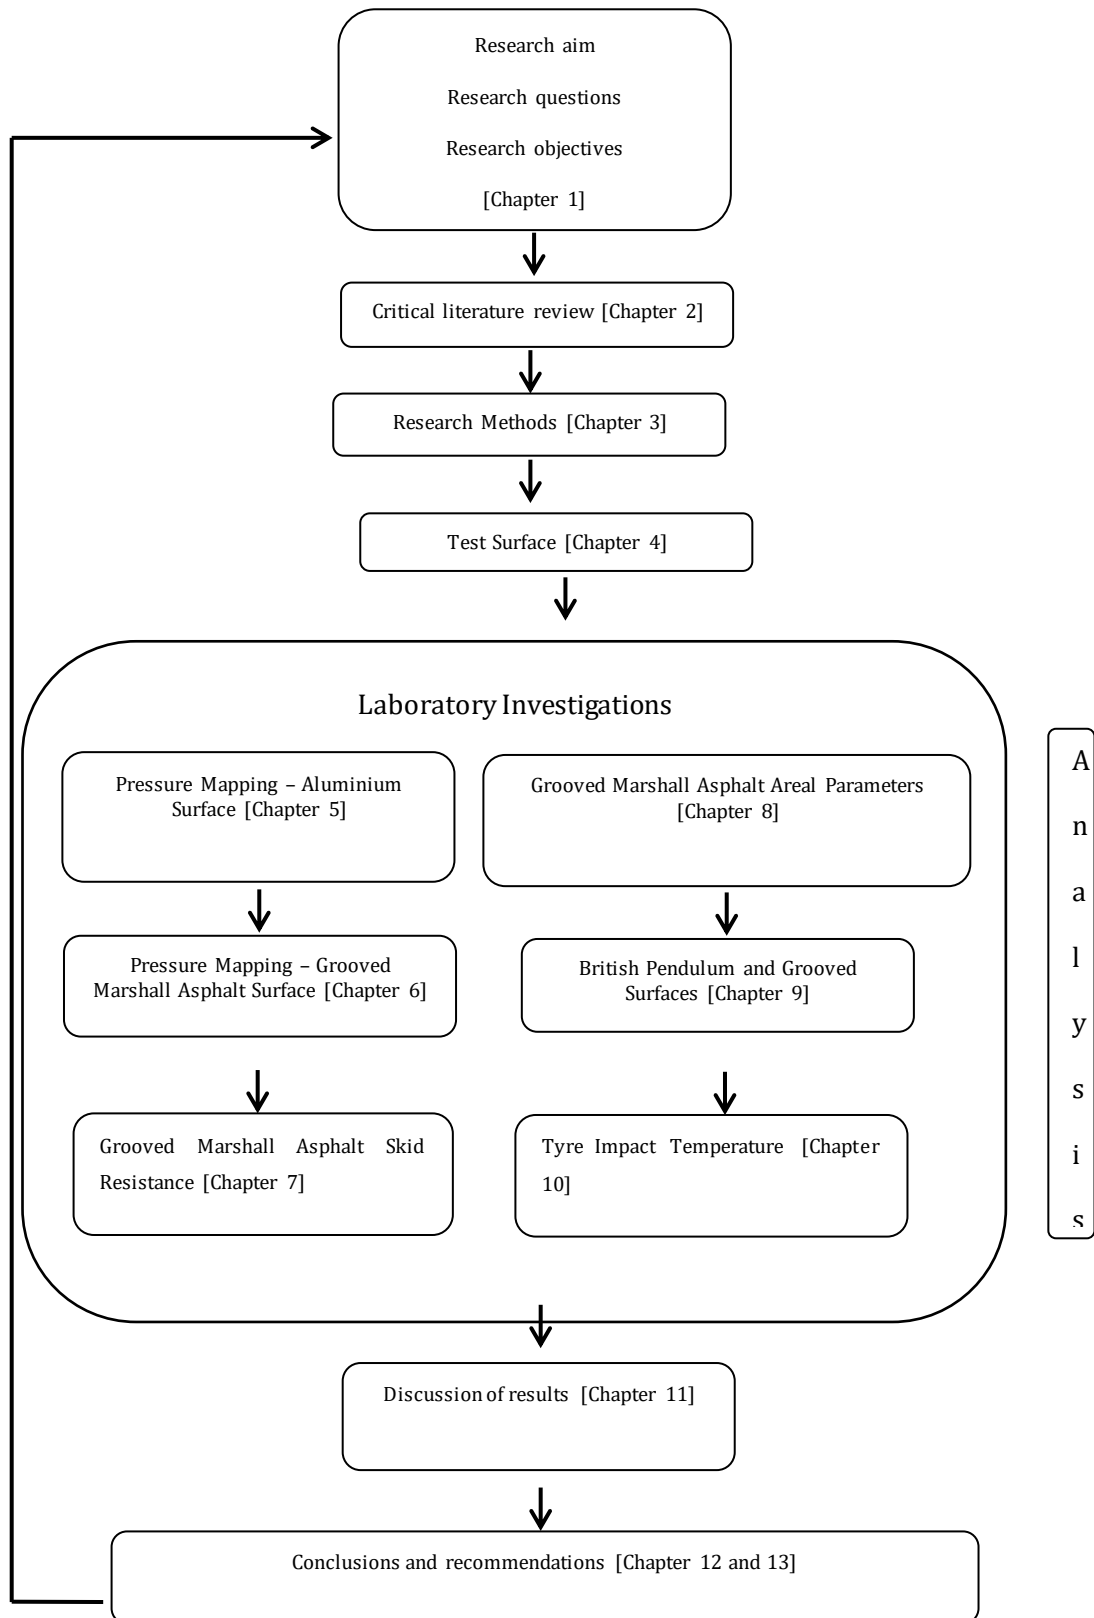 Research aim
Research questions
Research objectives
[Chapter 1]
Critical literature review [Chapter 2]
Research Methods [Chapter 3]
Test Surface [Chapter 4]
Laboratory Investigations
Pressure Mapping – Aluminium
Surface [Chapter 5]
Grooved Marshall Asphalt Areal Parameters
[Chapter 8]
Pressure Mapping – Grooved
Marshall Asphalt Surface [Chapter 6]
British Pendulum and Grooved
Surfaces [Chapter 9]
Grooved Marshall Asphalt Skid
Resistance [Chapter 7]
Tyre Impact Temperature [Chapter
10]
A
n
a
l
y
s
i
s
Discussion of results [Chapter 11]
Conclusions and recommendations [Chapter 12 and 13]